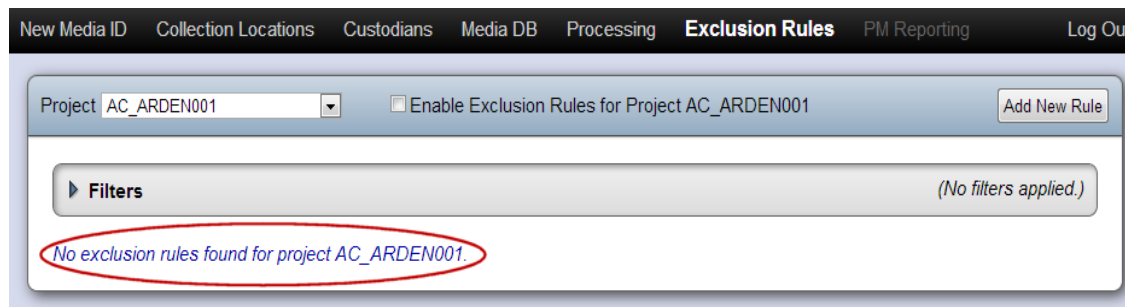 New Media ID Collection Locations Custodians Media DB Processing Exclusion Rules PM Reporting Log Ou
Project AC_ARDEN001 Enable Exclusion Rules for Project AC_ARDEN001 Add New Rule
Filters (No filters applied.)
No exclusion rules found for project AC_ARDEN001.